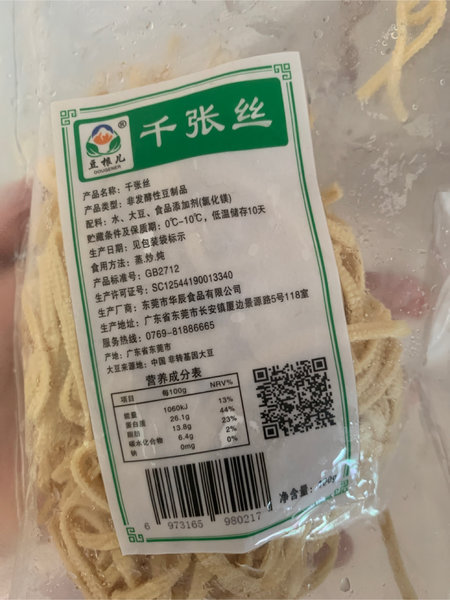 千张丝
®
豆根儿
DOUGENER
产品名称：千张丝
产品类型：非发酵性豆制品
配料：水、大豆、食品添加剂(氯化镁)
贮藏条件及保质期：0℃-10℃，低温储存10天
生产日期：见包装袋标示
食用方法：蒸.炒.炖
产品标准号：GB2712
生产许可证号：SC12544190013340
生产厂商：东莞市华辰食品有限公司
生产地址：广东省东莞市长安镇厦边景源路5号118室
服务热线：0769-81886665
产地：广东省东莞市
大豆来源地：中国 非转基因大豆
营养成分表
项目 每100g NRV%
能量 1060kJ 13%
蛋白质 26.1g 44%
脂肪 13.8g 23%
碳水化合物 6.4g 2%
钠 0mg 0%
净含量：
6 973165 980217